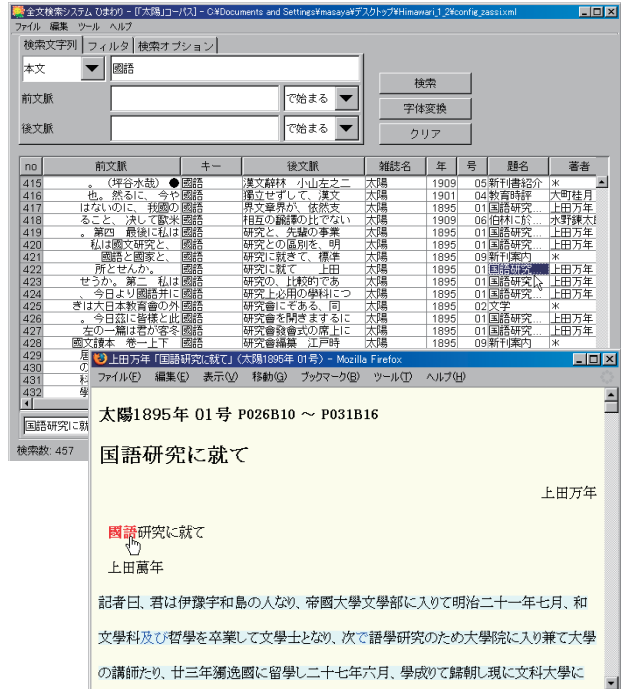 全文検索システム ひまわり - [『太陽』コーパス] - C:¥Documents and Settings¥masaya¥デスクトップ¥Himawari_1_2¥config_zassi.xml
ファイル 編集 ツール ヘルプ
検索文字列 フィルタ 検索オプション
本文 國語
前文脈 で始まる
後文脈 で始まる
検索
字体変換
クリア
no 前文脈 キー 後文脈 雑誌名 年 号 題名 著者
415 。 (坪谷水哉) ● 國語 漢文辭林 小山左之二 太陽 1909 05 新刊書紹介 *
416 也。 然るに、 今や 國語 獨立せずして、漢文 太陽 1901 04 教育時評 大町桂月
417 はないのに、 我國の 國語 界文章界が、依然支 太陽 1895 01 国語研究... 上田万年
418 ること、 決して歐米 國語 相互の飜譯の比でない 太陽 1909 06 伯林に於... 水野錬太
419 。 第四 最後に私は 國語 研究と、先輩の事業 太陽 1895 01 国語研究... 上田万年
420 私は國文研究と、 國語 研究との區別を、明 太陽 1895 01 国語研究... 上田万年
421 國語と國家と、 國語 研究に就きて、標準 太陽 1895 09 新刊案内 *
422 所とせんか。 國語 研究に就て 上田 太陽 1895 01 国語研究... 上田万年
423 せうか。 第二 私は 國語 研究の、比較的であ 太陽 1895 01 国語研究... 上田万年
424 、 今日より國語并に 國語 研究上必用の學科につ 太陽 1895 01 国語研究... 上田万年
425 きは大日本教育會の外 國語 研究會にぞある、同 太陽 1895 02 文学 *
426 。 今日茲に皆樣と此 國語 研究會を開きまするに 太陽 1895 01 国語研究... 上田万年
427 左の一篇は君が客冬 國語 研究會發會式の席上に 太陽 1895 01 国語研究... 上田万年
428 國文讀本 卷一上下 國語 研究會編纂 江戸時 太陽 1895 09 新刊案内 *
429
430 の
431 科
432 學
国語研究に就
検索数: 457
上田万年「国語研究に就て」 (太陽1895年 01号) - Mozilla Firefox
ファイル(F) 編集(E) 表示(V) 移動(G) ブックマーク(B) ツール(T) ヘルプ(H)
太陽1895年 01号 P026B10 ～ P031B16
国語研究に就て
上田万年
國語研究に就て
上田萬年
記者曰、君は伊豫宇和島の人なり、帝國大學文學部に入りて明治二十一年七月、和
文學科及び哲學を卒業して文學士となり、次で語學研究のため大學院に入り兼て大學
の講師たり、廿三年獨逸國に留學し二十七年六月、學成りて歸朝し現に文科大學に